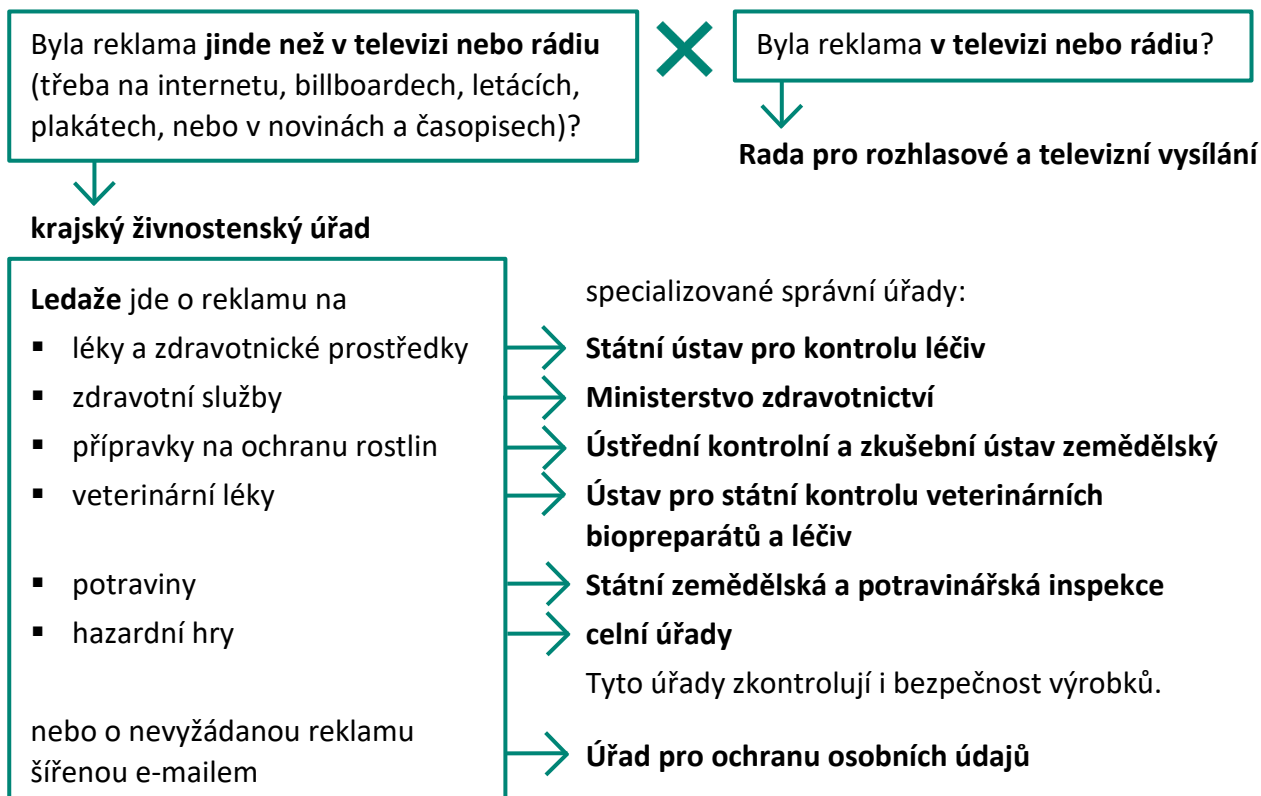 Byla reklama jinde než v televizi nebo rádiu
(třeba na internetu, billboardech, letácích,
plakátech, nebo v novinách a časopisech)?
Byla reklama v televizi nebo rádiu?
Rada pro rozhlasové a televizní vysílání
krajský živnostenský úřad
Ledaže jde o reklamu na
specializované správní úřady:
▪ léky a zdravotnické prostředky
Státní ústav pro kontrolu léčiv
▪ zdravotní služby
Ministerstvo zdravotnictví
▪ přípravky na ochranu rostlin
Ústřední kontrolní a zkušební ústav zemědělský
▪ veterinární léky
Ústav pro státní kontrolu veterinárních
biopreparátů a léčiv
▪ potraviny
Státní zemědělská a potravinářská inspekce
▪ hazardní hry
celní úřady
Tyto úřady zkontrolují i bezpečnost výrobků.
nebo o nevyžádanou reklamu
šířenou e-mailem
Úřad pro ochranu osobních údajů